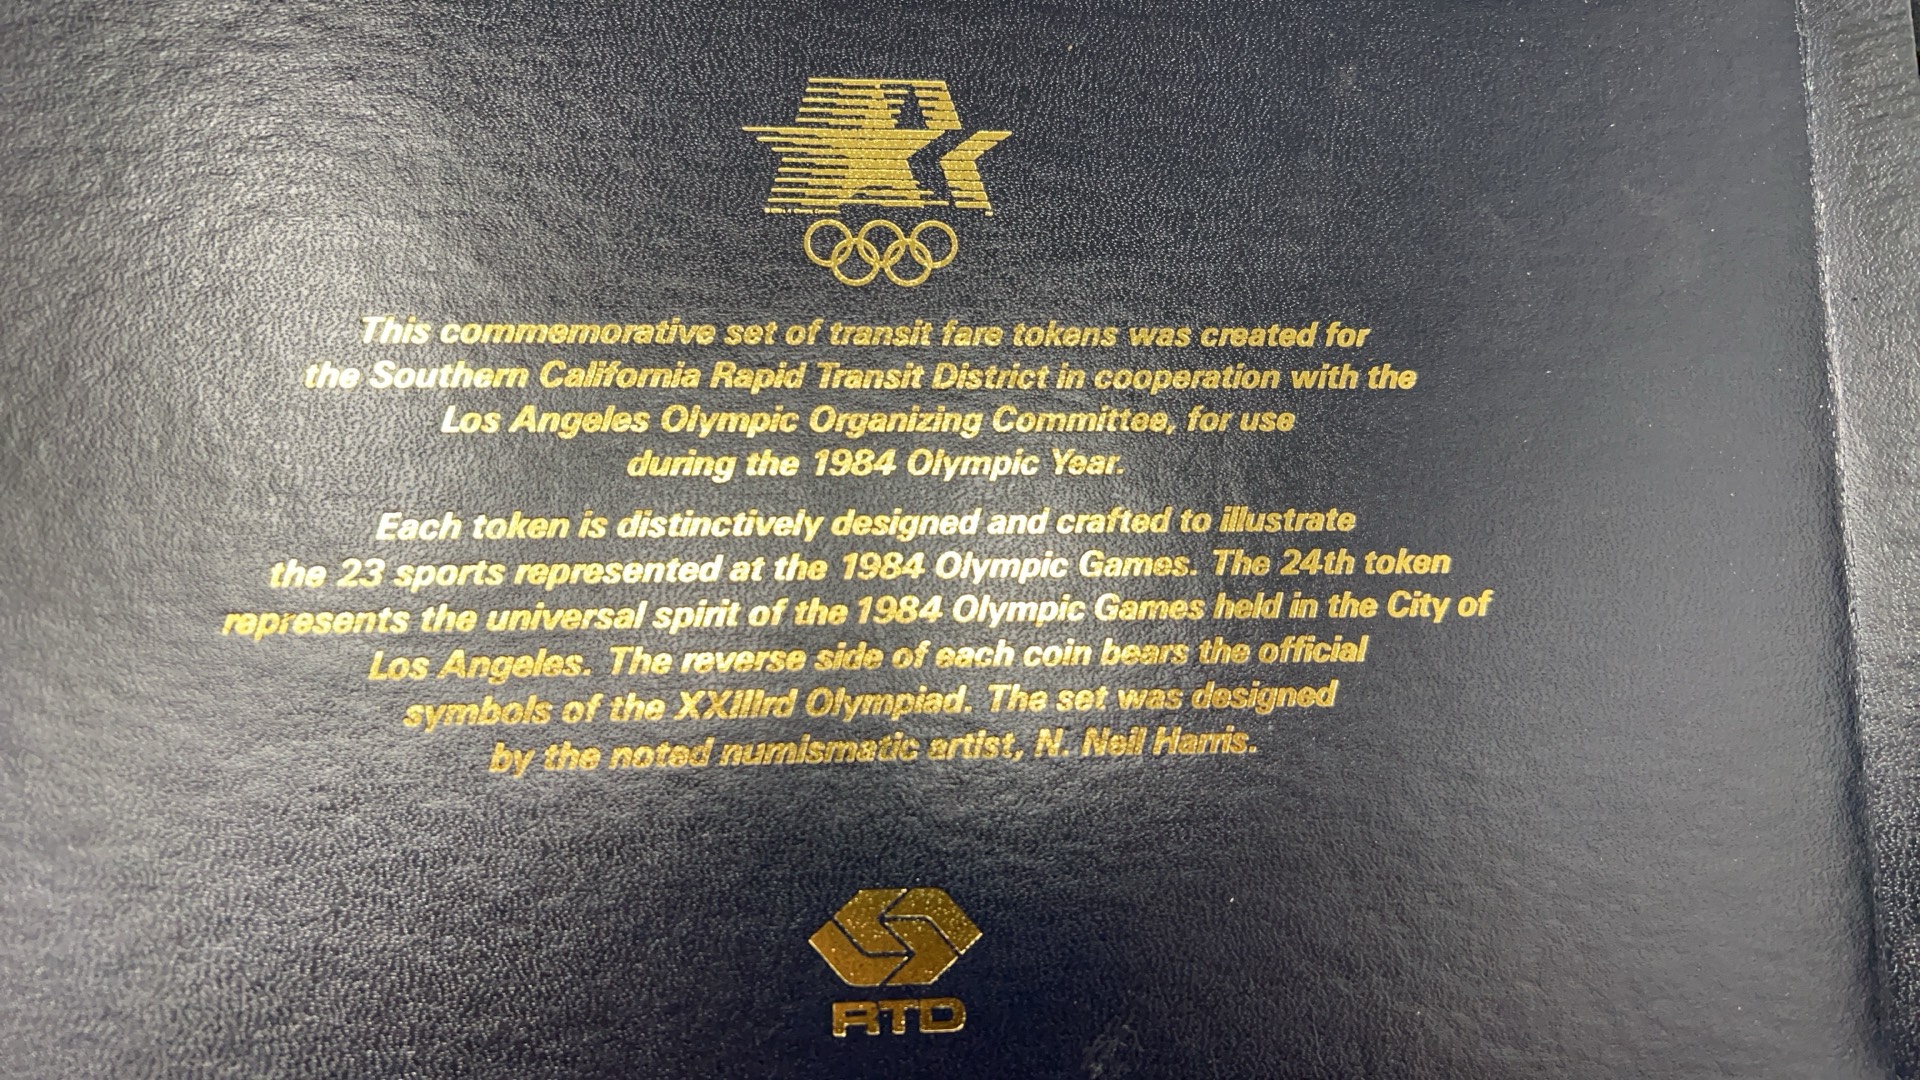 This commemorative set of transit fare tokens was created for
the Southern California Rapid Transit District in cooperation with the
Los Angeles Olympic Organizing Committee, for use
during the 1984 Olympic Year.
Each token is distinctively designed and crafted to illustrate
the 23 sports represented at the 1984 Olympic Games. The 24th token
represents the universal spirit of the 1984 Olympic Games held in the City of
Los Angeles. The reverse side of each coin bears the official
symbols of the XXIIIrd Olympiad. The set was designed
by the noted numismatic artist, N. Neil Harris.
RTD